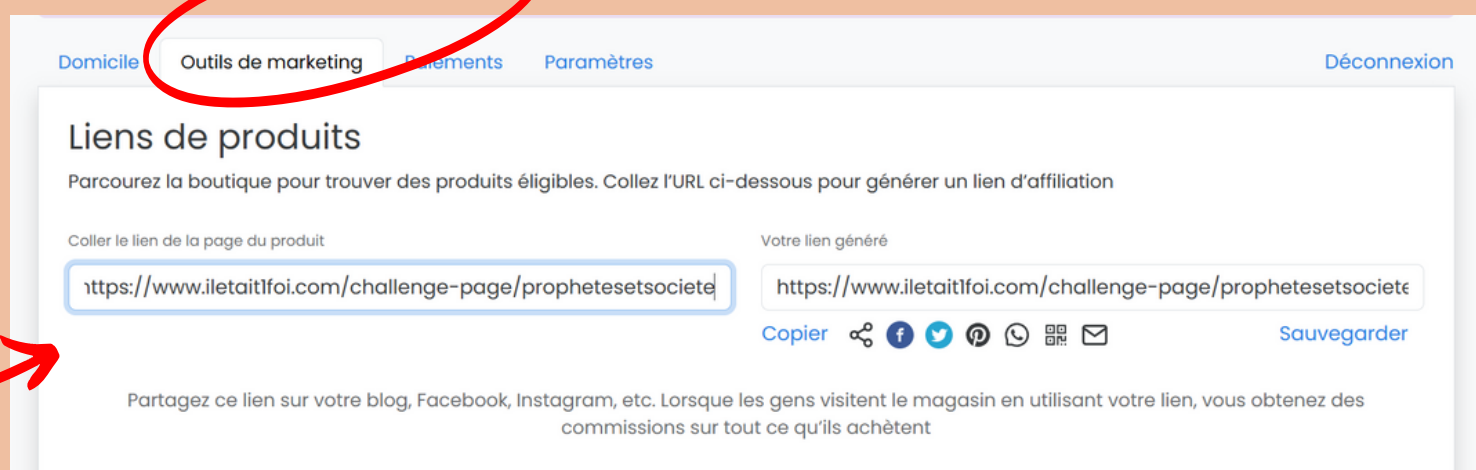 Domicile Outils de marketing Paiements Paramètres Déconnexion
Liens de produits
Parcourez la boutique pour trouver des produits éligibles. Collez l'URL ci-dessous pour générer un lien d'affiliation
Coller le lien de la page du produit Votre lien généré
https://www.iletait1foi.com/challenge-page/prophetesetsociete https://www.iletait1foi.com/challenge-page/prophetesetsociete
Copier Sauvegarder
Partagez ce lien sur votre blog, Facebook, Instagram, etc. Lorsque les gens visitent le magasin en utilisant votre lien, vous obtenez des
commissions sur tout ce qu'ils achètent